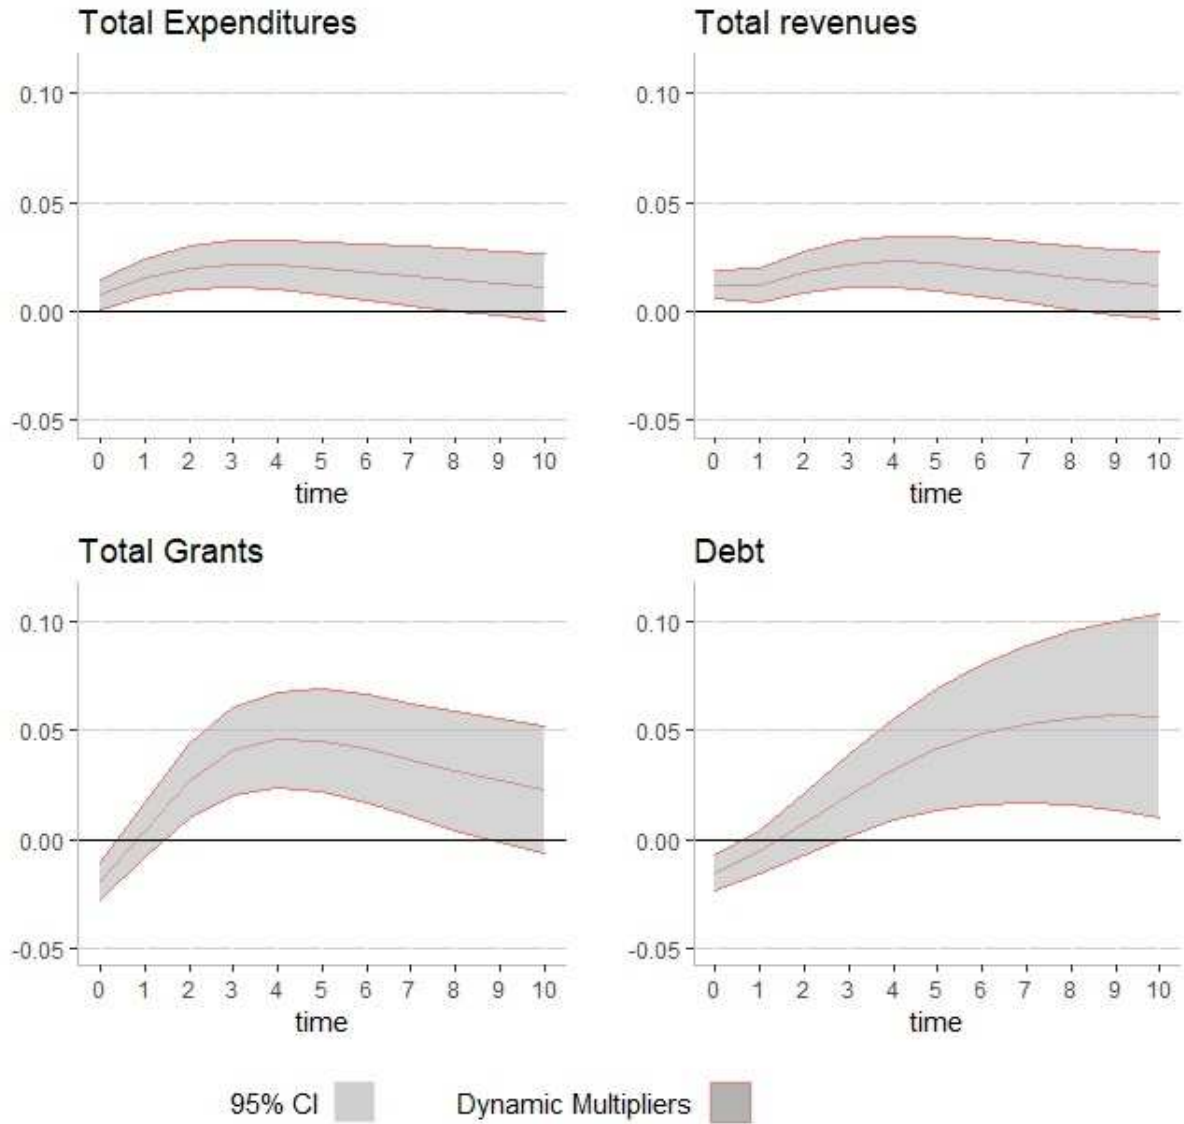 Total Expenditures
0.10
0.05
0.00
-0.05
0 1 2 3 4 5 6 7 8 9 10
time
Total revenues
0.10
0.05
0.00
-0.05
0 1 2 3 4 5 6 7 8 9 10
time
Total Grants
0.10
0.05
0.00
-0.05
0 1 2 3 4 5 6 7 8 9 10
time
Debt
0.10
0.05
0.00
-0.05
0 1 2 3 4 5 6 7 8 9 10
time
95% CI Dynamic Multipliers